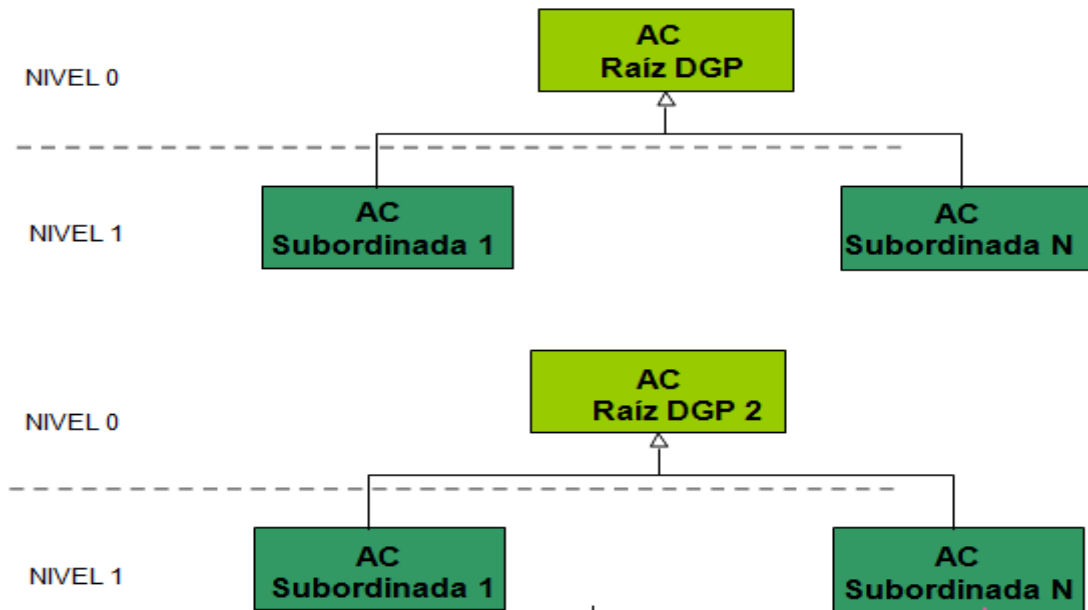 AC
Raíz DGP
NIVEL 0
AC
Subordinada 1
AC
Subordinada N
NIVEL 1
AC
Raíz DGP 2
NIVEL 0
AC
Subordinada 1
AC
Subordinada N
NIVEL 1